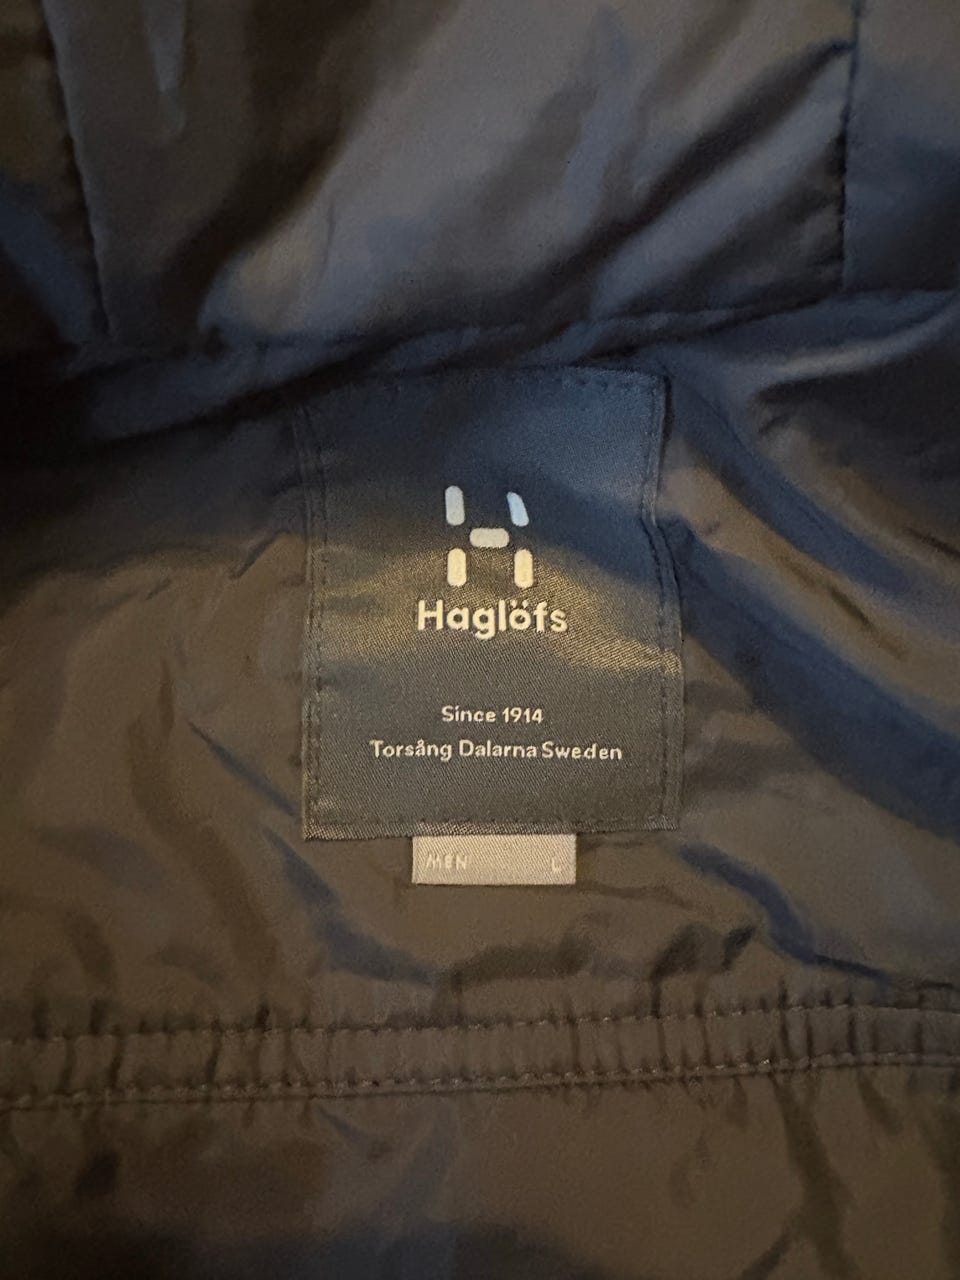 Haglöfs
Since 1914
Torsång Dalarna Sweden
MEN L